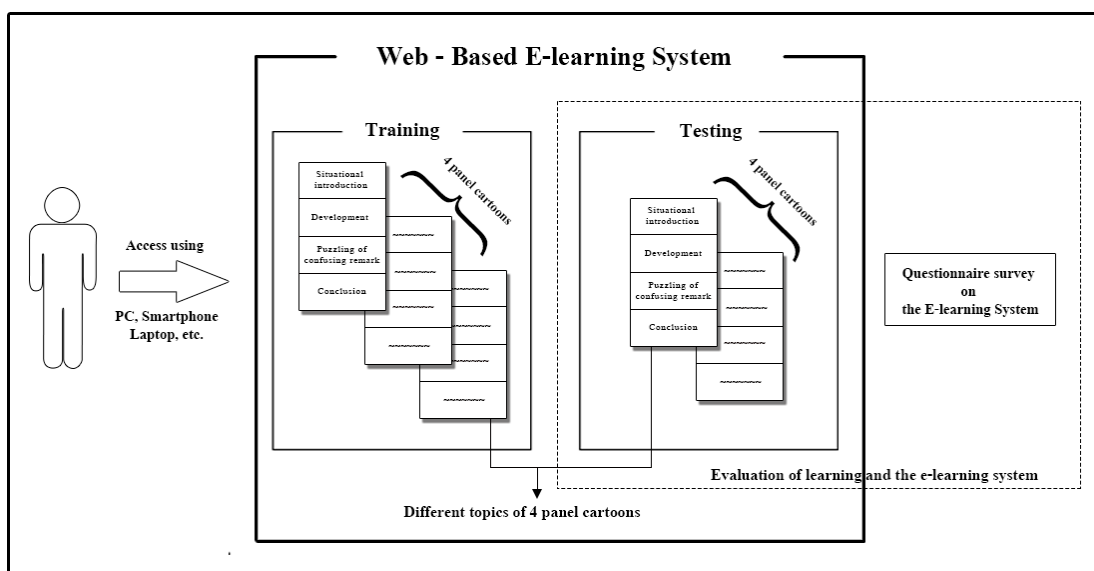 Web - Based E-learning System
Training
Testing
4 panel cartoons
4 panel cartoons
Situational
introduction
Development
Puzzling of
confusing remark
Conclusion
~~~~~~~
~~~~~~~
~~~~~~~
~~~~~~~
~~~~~~~
~~~~~~~
~~~~~~~
~~~~~~~
Situational
introduction
Development
Puzzling of
confusing remark
Conclusion
~~~~~~~
~~~~~~~
~~~~~~~
~~~~~~~
Access using
PC, Smartphone
Laptop, etc.
Questionnaire survey
on
the E-learning System
Evaluation of learning and the e-learning system
Different topics of 4 panel cartoons